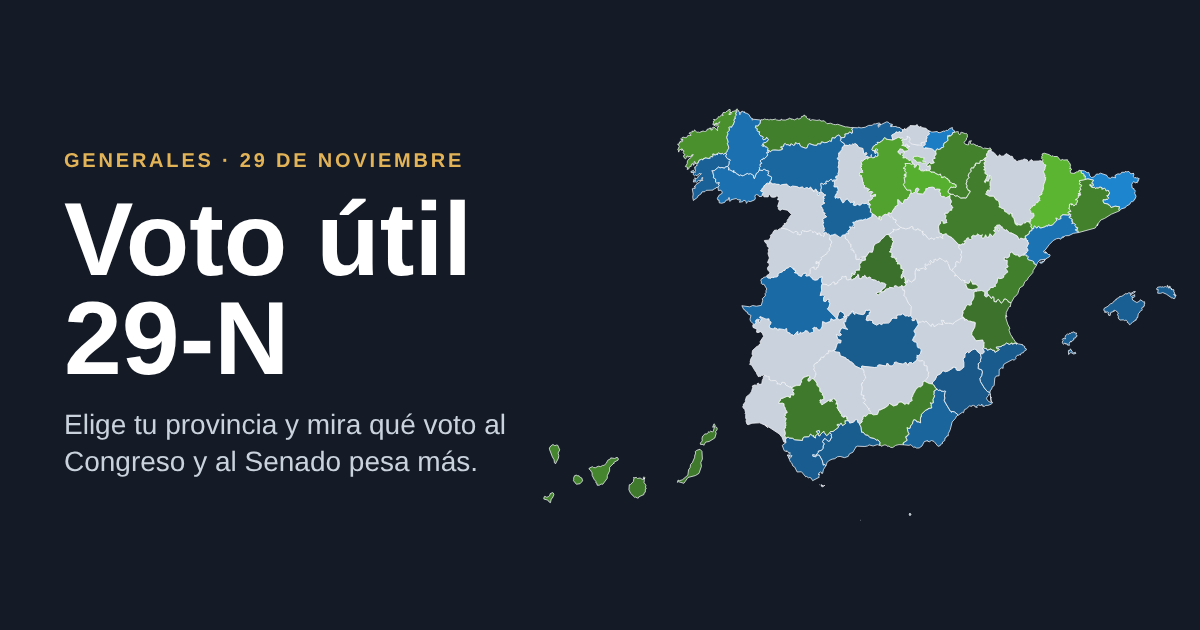 GENERALES · 29 DE NOVIEMBRE
Voto útil
29-N
Elige tu provincia y mira qué voto al
Congreso y al Senado pesa más.